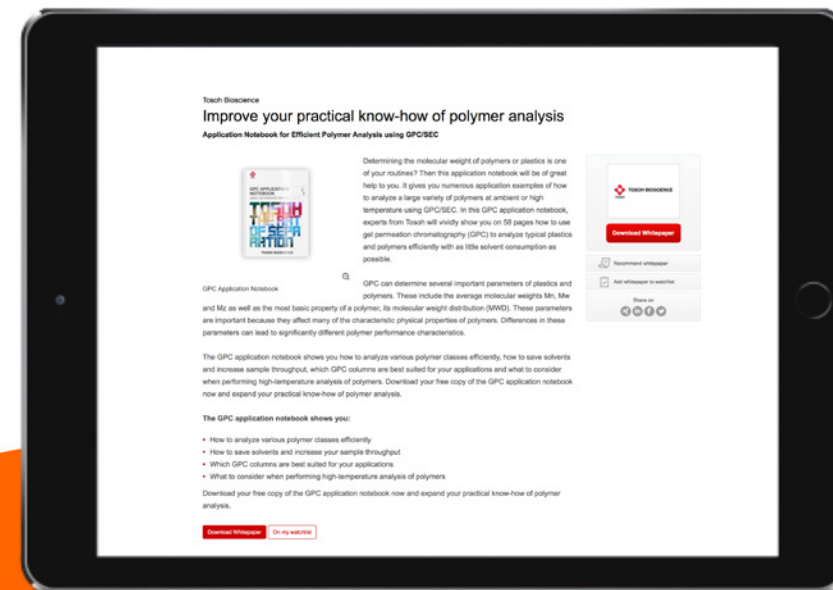 Tosoh Bioscience
Improve your practical know-how of polymer analysis
Application Notebook for Efficient Polymer Analysis using GPC/SEC
GPC APPLICATION
NOTEBOOK
TOSOH
THE ART
OF SEPA
RATION
TOSOH BIOSCIENCE
GPC Application Notebook
Determining the molecular weight of polymers or plastics is one
of your routines? Then this application notebook will be of great
help to you. It gives you numerous application examples of how
to analyze a large variety of polymers at ambient or high
temperature using GPC/SEC. In this GPC application notebook,
experts from Tosoh will vividly show you on 58 pages how to use
gel permeation chromatography (GPC) to analyze typical plastics
and polymers efficiently with as little solvent consumption as
possible.
GPC can determine several important parameters of plastics and
polymers. These include the average molecular weights Mn, Mw
and Mz as well as the most basic property of a polymer, its molecular weight distribution (MWD). These parameters
are important because they affect many of the characteristic physical properties of polymers. Differences in these
parameters can lead to significantly different polymer performance characteristics.
The GPC application notebook shows you how to analyze various polymer classes efficiently, how to save solvents
and increase sample throughput, which GPC columns are best suited for your applications and what to consider
when performing high-temperature analysis of polymers. Download your free copy of the GPC application notebook
now and expand your practical know-how of polymer analysis.
The GPC application notebook shows you:
• How to analyze various polymer classes efficiently
• How to save solvents and increase your sample throughput
• Which GPC columns are best suited for your applications
• What to consider when performing high-temperature analysis of polymers
Download your free copy of the GPC application notebook now and expand your practical know-how of polymer
analysis.
Download Whitepaper
On my watchlist
TOSOH
TOSOH BIOSCIENCE
Download Whitepaper
Recommend whitepaper
Add whitepaper to watchlist
Share on